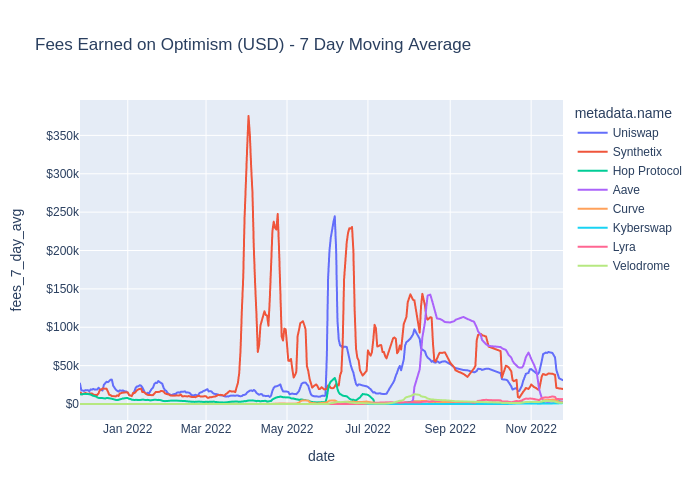 Fees Earned on Optimism (USD) - 7 Day Moving Average
metadata.name
Uniswap
Synthetix
Hop Protocol
Aave
Curve
Kyberswap
Lyra
Velodrome
fees_7_day_avg
$350k
$300k
$250k
$200k
$150k
$100k
$50k
$0
Jan 2022
Mar 2022
May 2022
Jul 2022
Sep 2022
Nov 2022
date